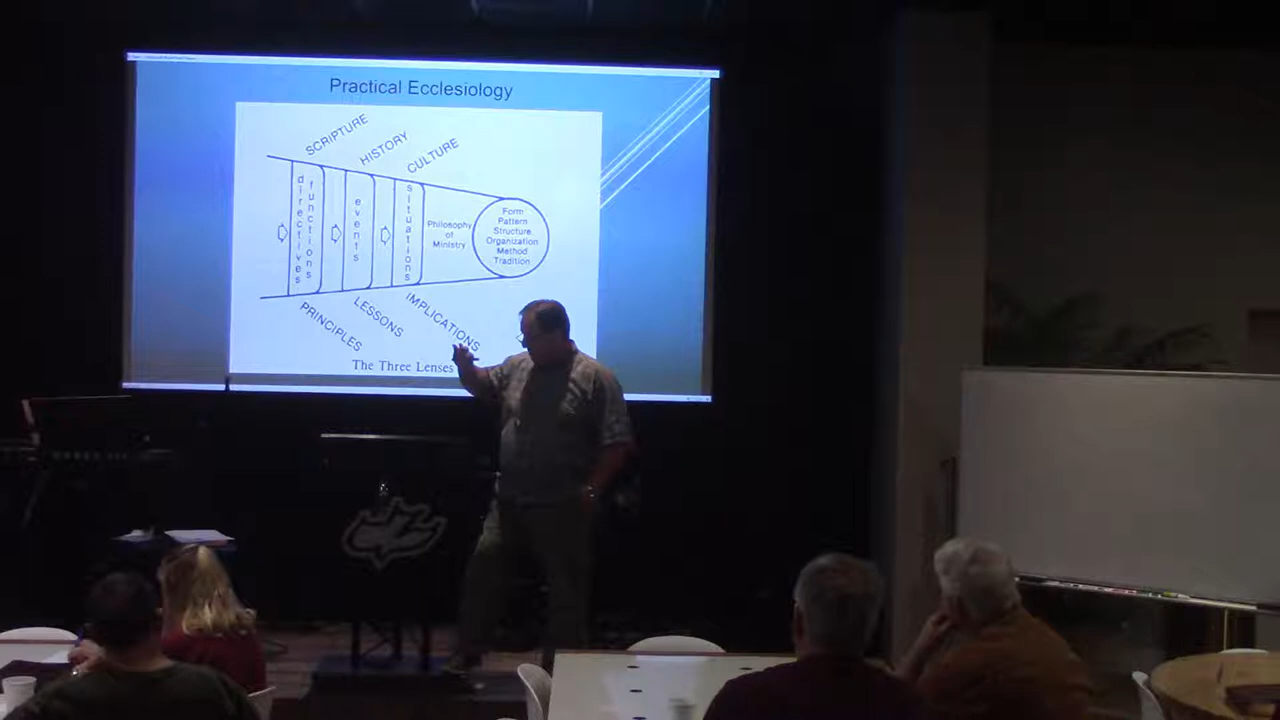 Practical Ecclesiology
SCRIPTURE
HISTORY
CULTURE
directives
functions
events
situations
Philosophy
of
Ministry
Form
Pattern
Structure
Organization
Method
Tradition
PRINCIPLES
LESSONS
IMPLICATIONS
The Three Lenses